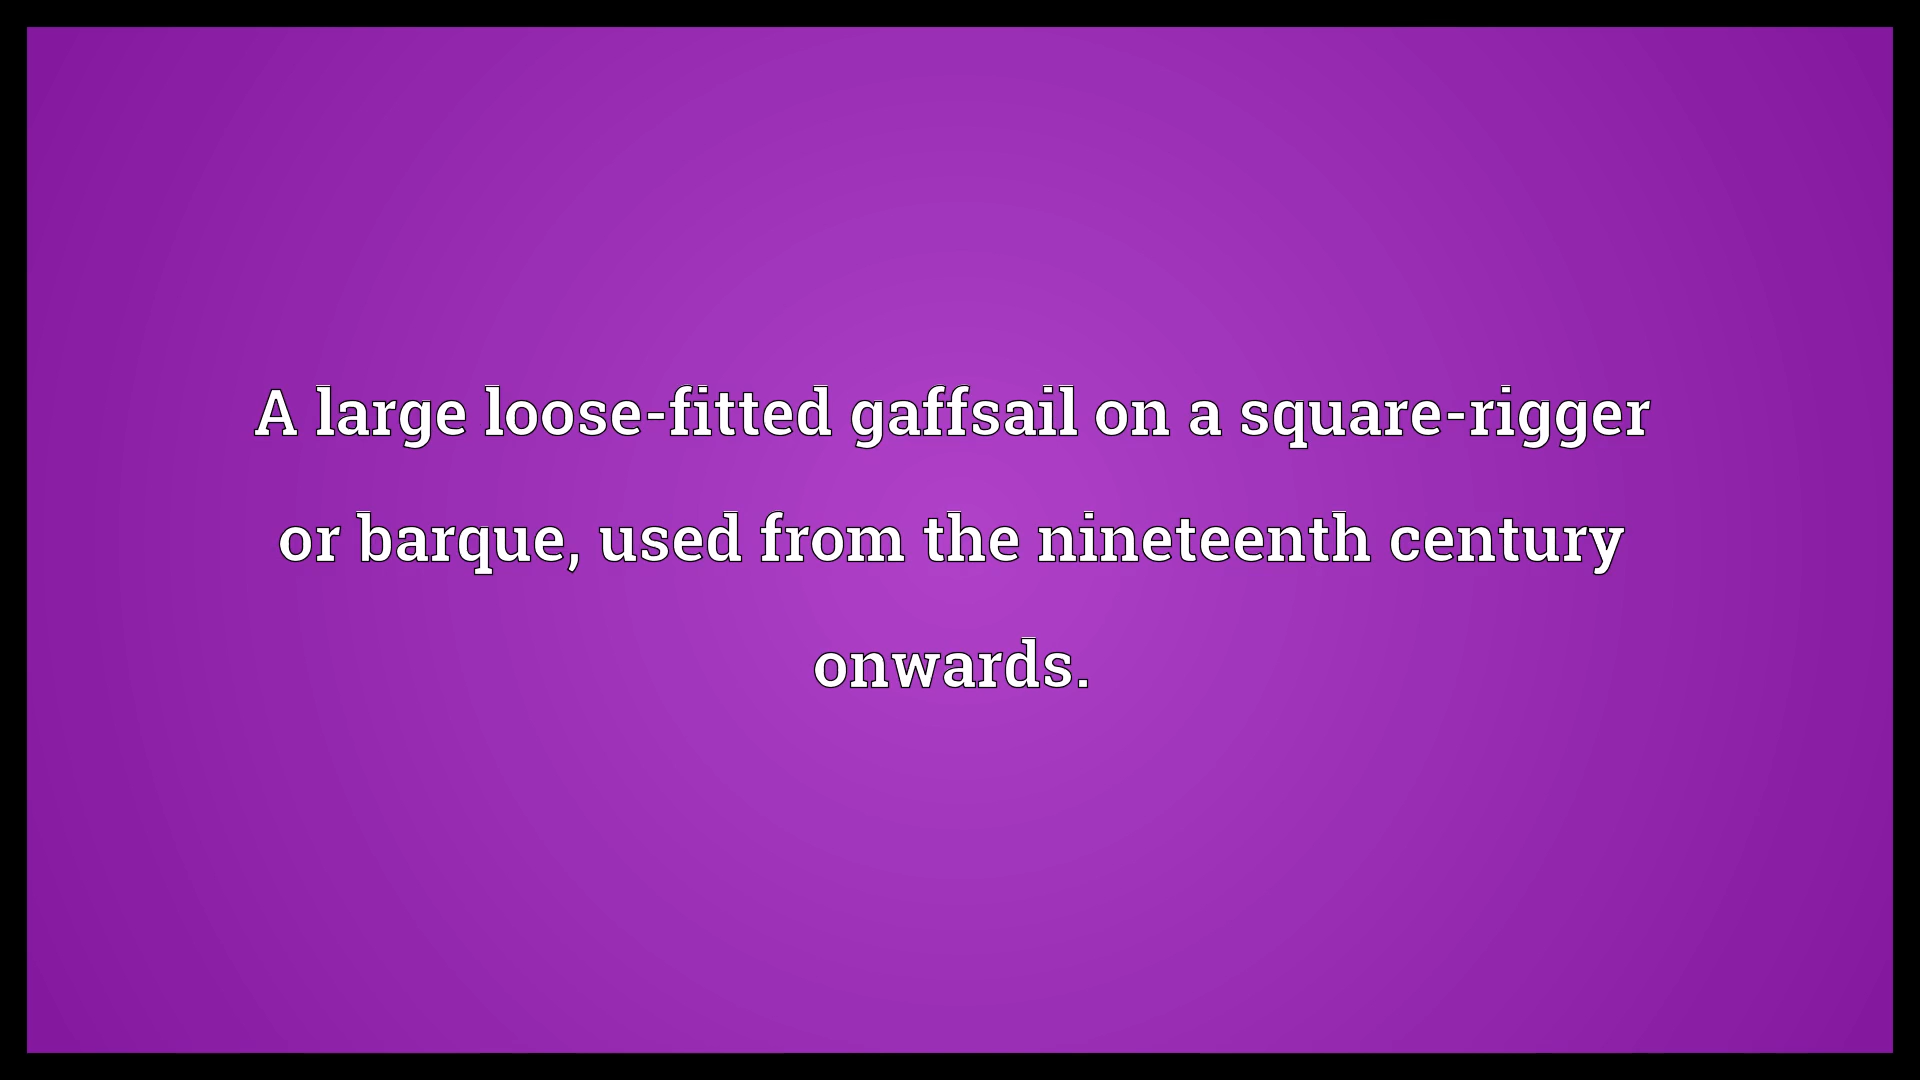 A large loose-fitted gaffsail on a square-rigger
or barque, used from the nineteenth century
onwards.